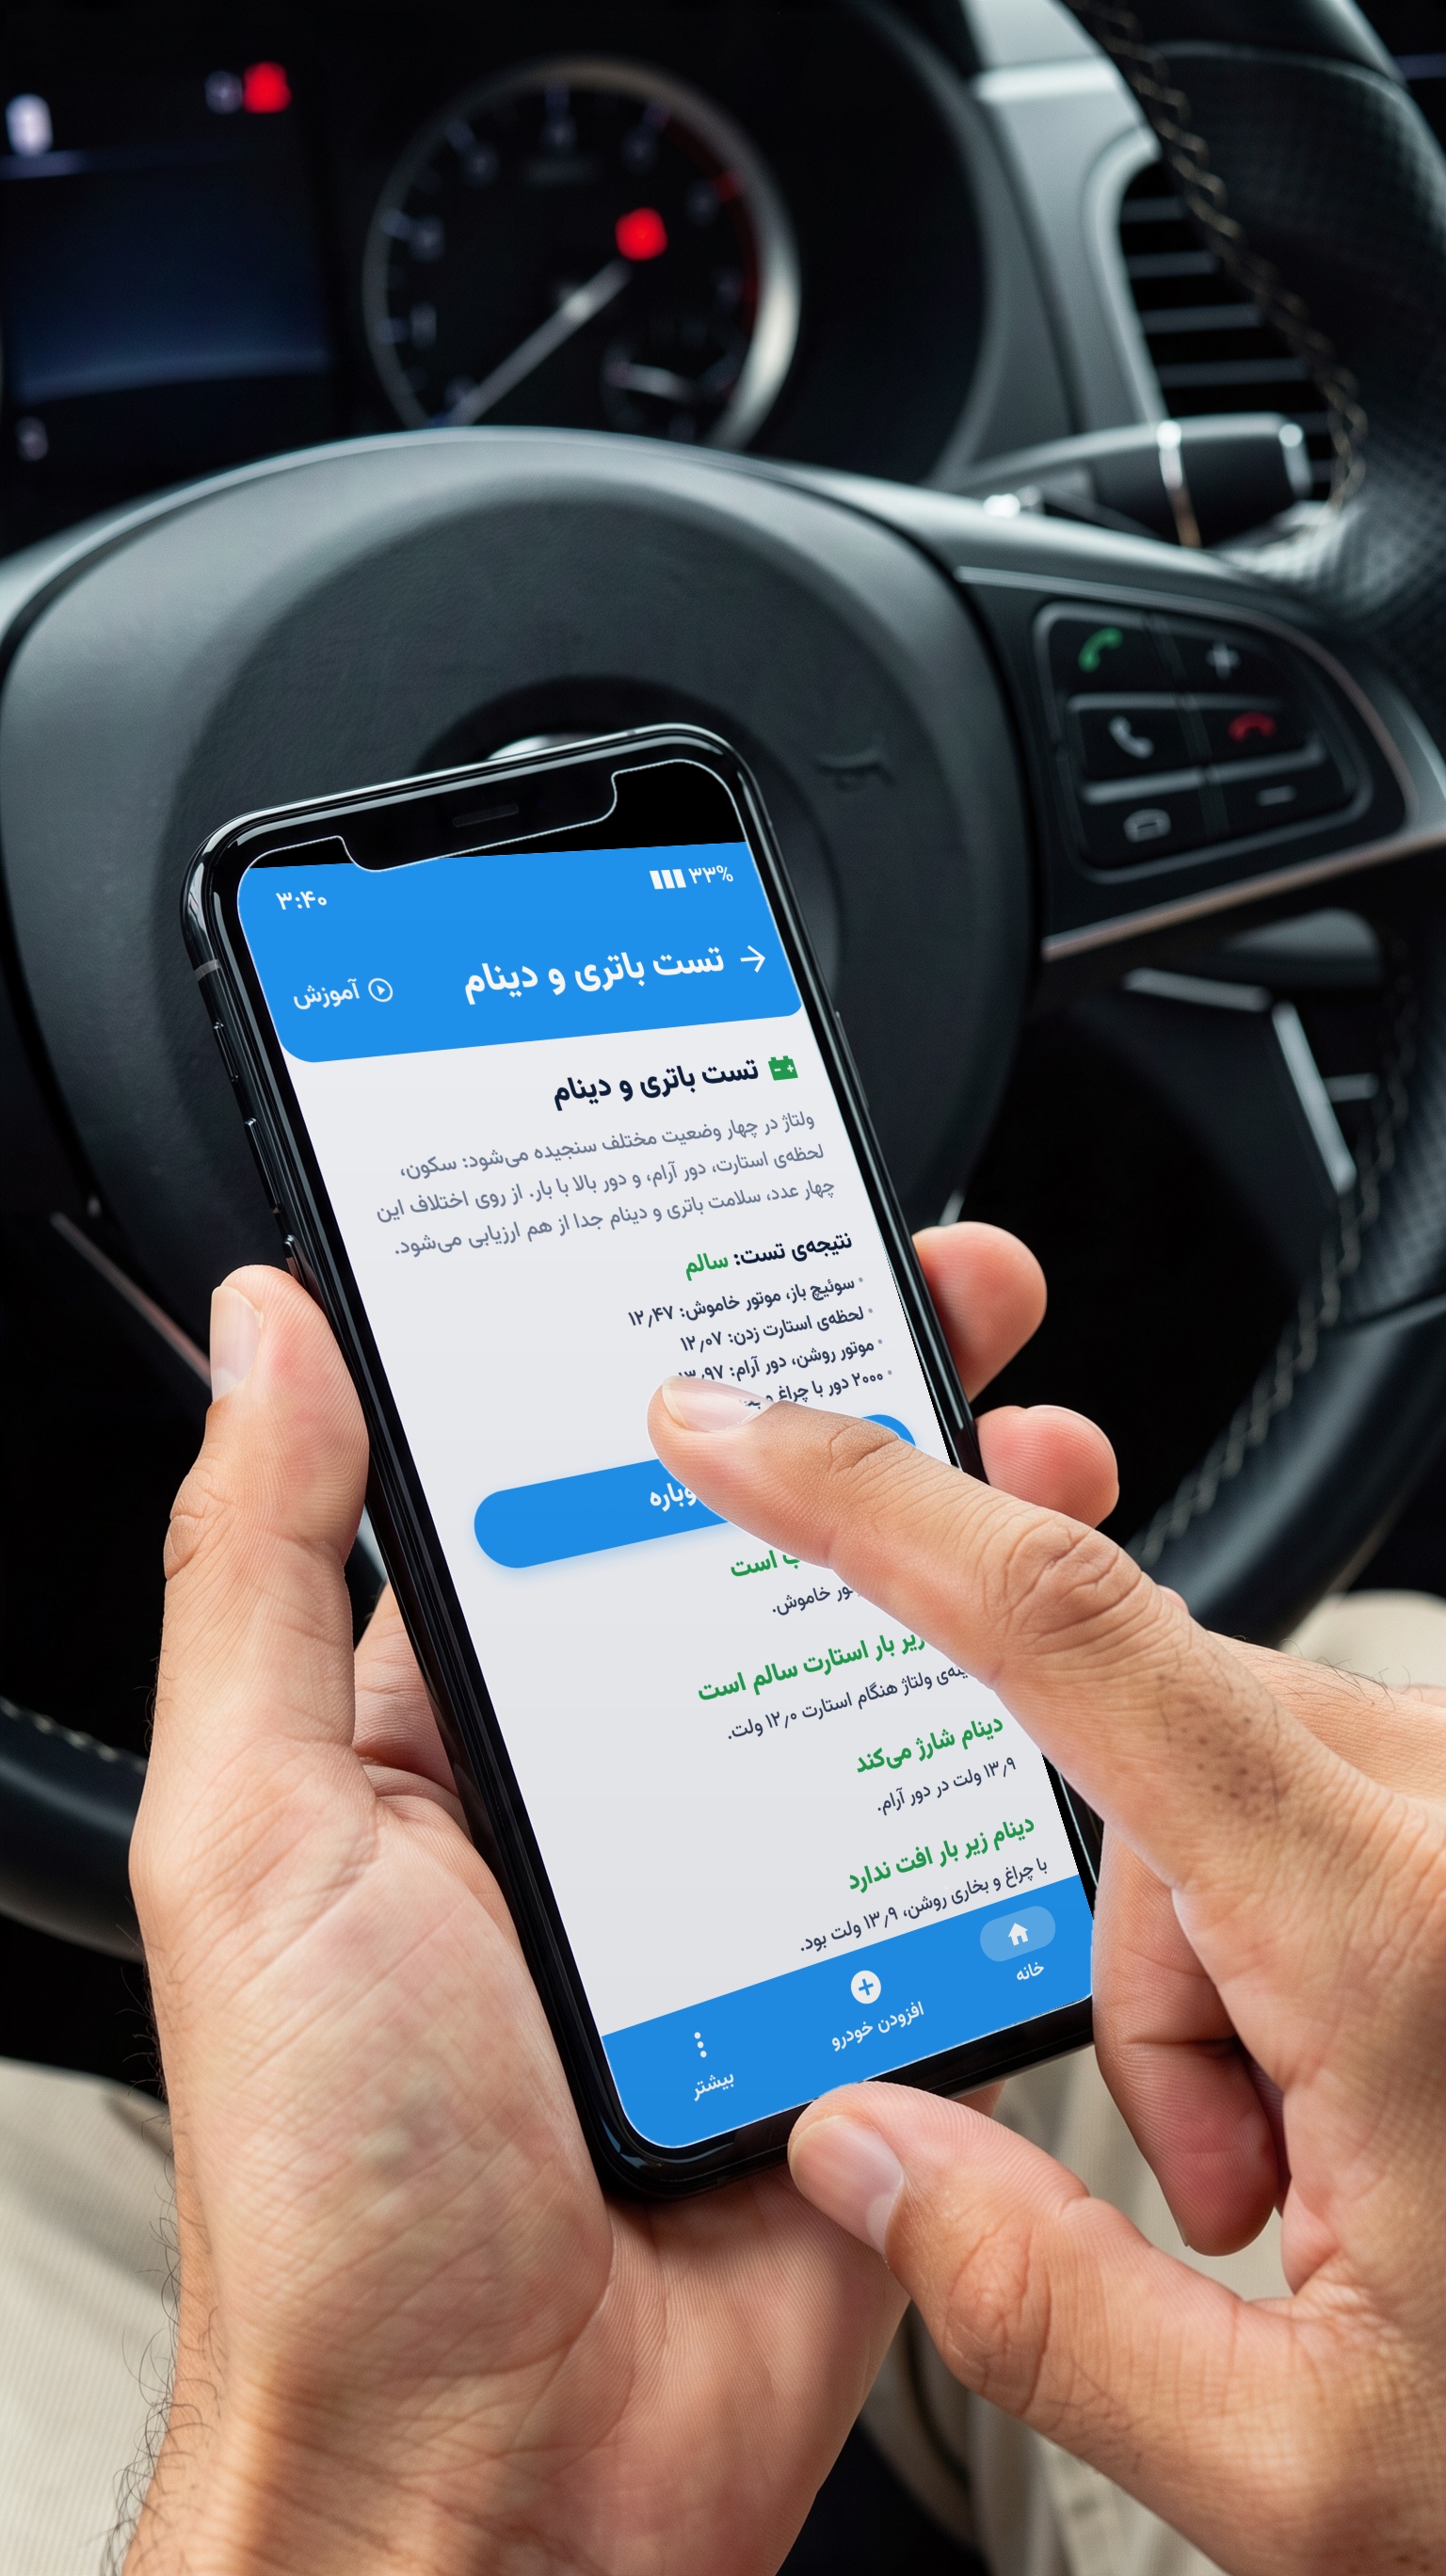 ۳:۴۰
۳۳%
تست باتری و دینام
آموزش
تست باتری و دینام
ولتاژ در چهار وضعیت مختلف سنجیده می‌شود: سکون،
لحظه‌ی استارت، دور آرام، و دور بالا با بار. از روی اختلاف این
چهار عدد، سلامت باتری و دینام جدا از هم ارزیابی می‌شود.
نتیجه‌ی تست: سالم
• سوئیچ باز، موتور خاموش: ۱۲٫۴۷
• لحظه‌ی استارت زدن: ۱۲٫۰۷
• موتور روشن، دور آرام: ۱۳٫۹۷
• ۲۰۰۰ دور با چراغ و
است
خاموش.
زیر بار استارت سالم است
ولتاژ هنگام استارت ۱۲٫۰ ولت.
دینام شارژ می‌کند
۱۳٫۹ ولت در دور آرام.
دینام زیر بار افت ندارد
با چراغ و بخاری روشن، ۱۳٫۹ ولت بود.
خانه
افزودن خودرو
بیشتر